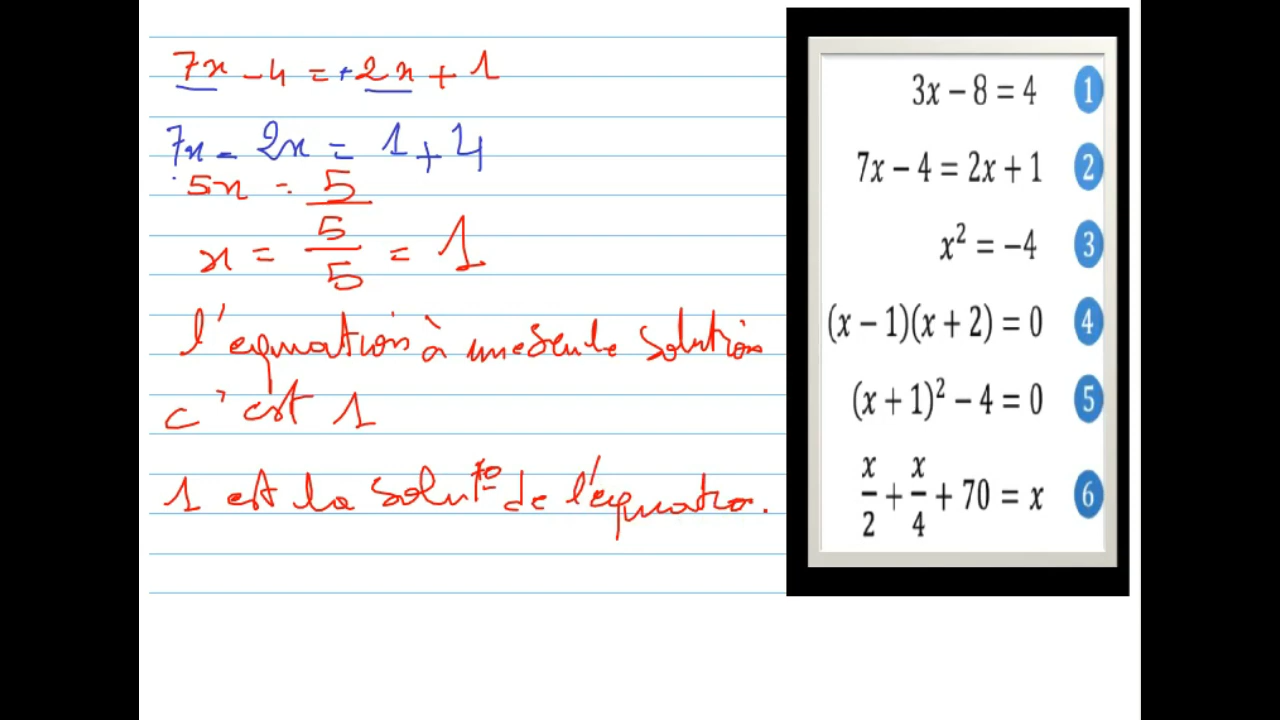 7x - 4 = +2x + 1
7x - 2x = 1 + 4
5x = 5
x = 5/5 = 1
l'équation à une seule solution
c'est 1
1 est la solut° de l'équatio.
3x − 8 = 4 1
7x − 4 = 2x + 1 2
x² = −4 3
(x − 1)(x + 2) = 0 4
(x + 1)² − 4 = 0 5
x/2 + x/4 + 70 = x 6